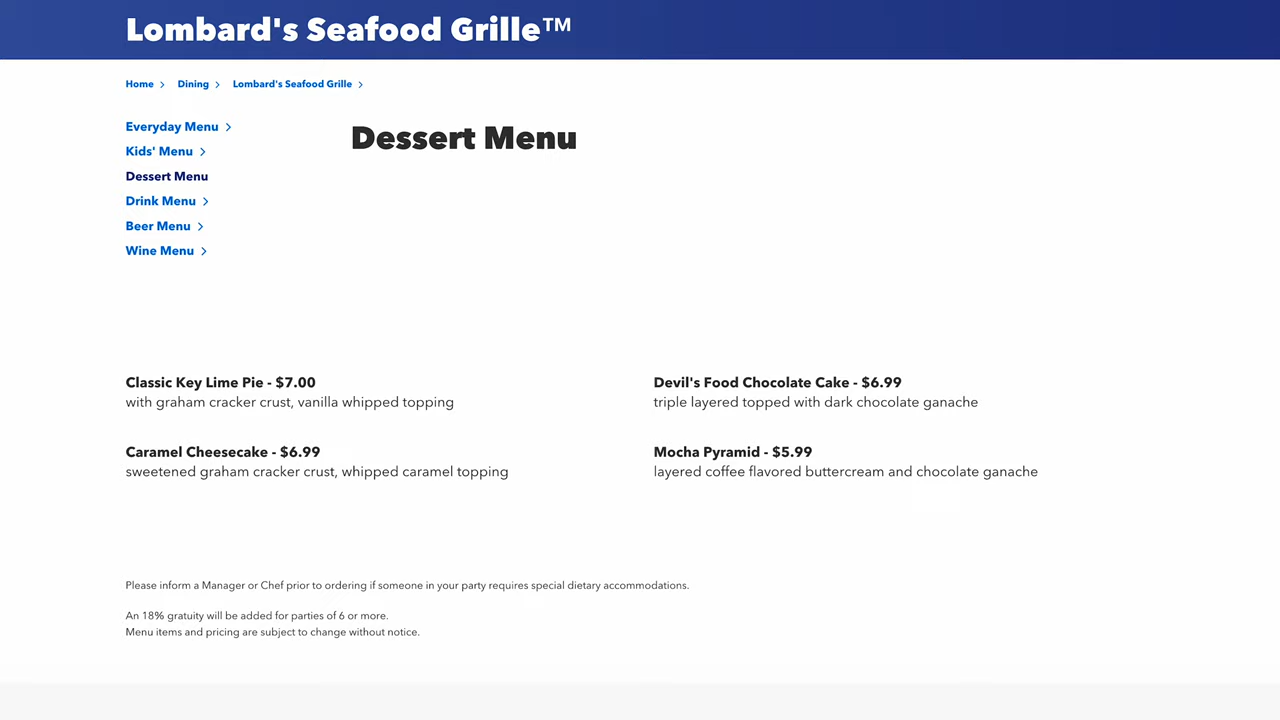 Lombard's Seafood Grille™
Home
Dining
Lombard's Seafood Grille
Everyday Menu
Kids' Menu
Dessert Menu
Drink Menu
Beer Menu
Wine Menu
Dessert Menu
Classic Key Lime Pie - $7.00
with graham cracker crust, vanilla whipped topping
Caramel Cheesecake - $6.99
sweetened graham cracker crust, whipped caramel topping
Devil's Food Chocolate Cake - $6.99
triple layered topped with dark chocolate ganache
Mocha Pyramid - $5.99
layered coffee flavored buttercream and chocolate ganache
Please inform a Manager or Chef prior to ordering if someone in your party requires special dietary accommodations.
An 18% gratuity will be added for parties of 6 or more.
Menu items and pricing are subject to change without notice.